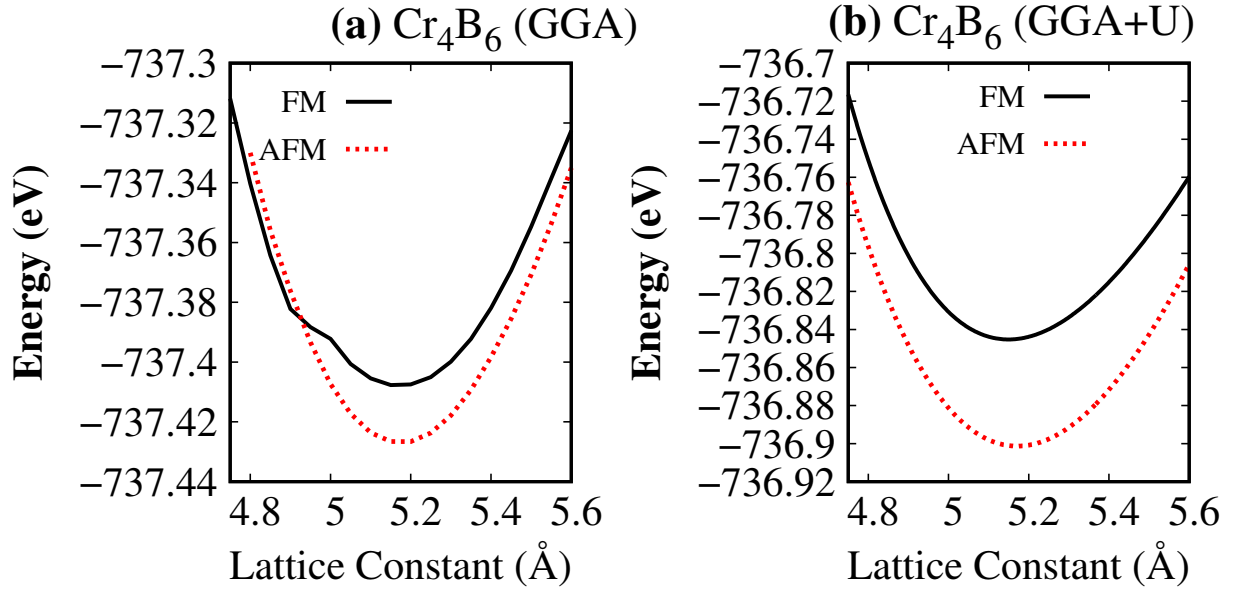 (a) Cr₄B₆ (GGA)
−737.3
−737.32
−737.34
−737.36
−737.38
−737.4
−737.42
−737.44
Energy (eV)
FM
AFM
4.8 5 5.2 5.4 5.6
Lattice Constant (Å)
(b) Cr₄B₆ (GGA+U)
−736.7
−736.72
−736.74
−736.76
−736.78
−736.8
−736.82
−736.84
−736.86
−736.88
−736.9
−736.92
Energy (eV)
FM
AFM
4.8 5 5.2 5.4 5.6
Lattice Constant (Å)